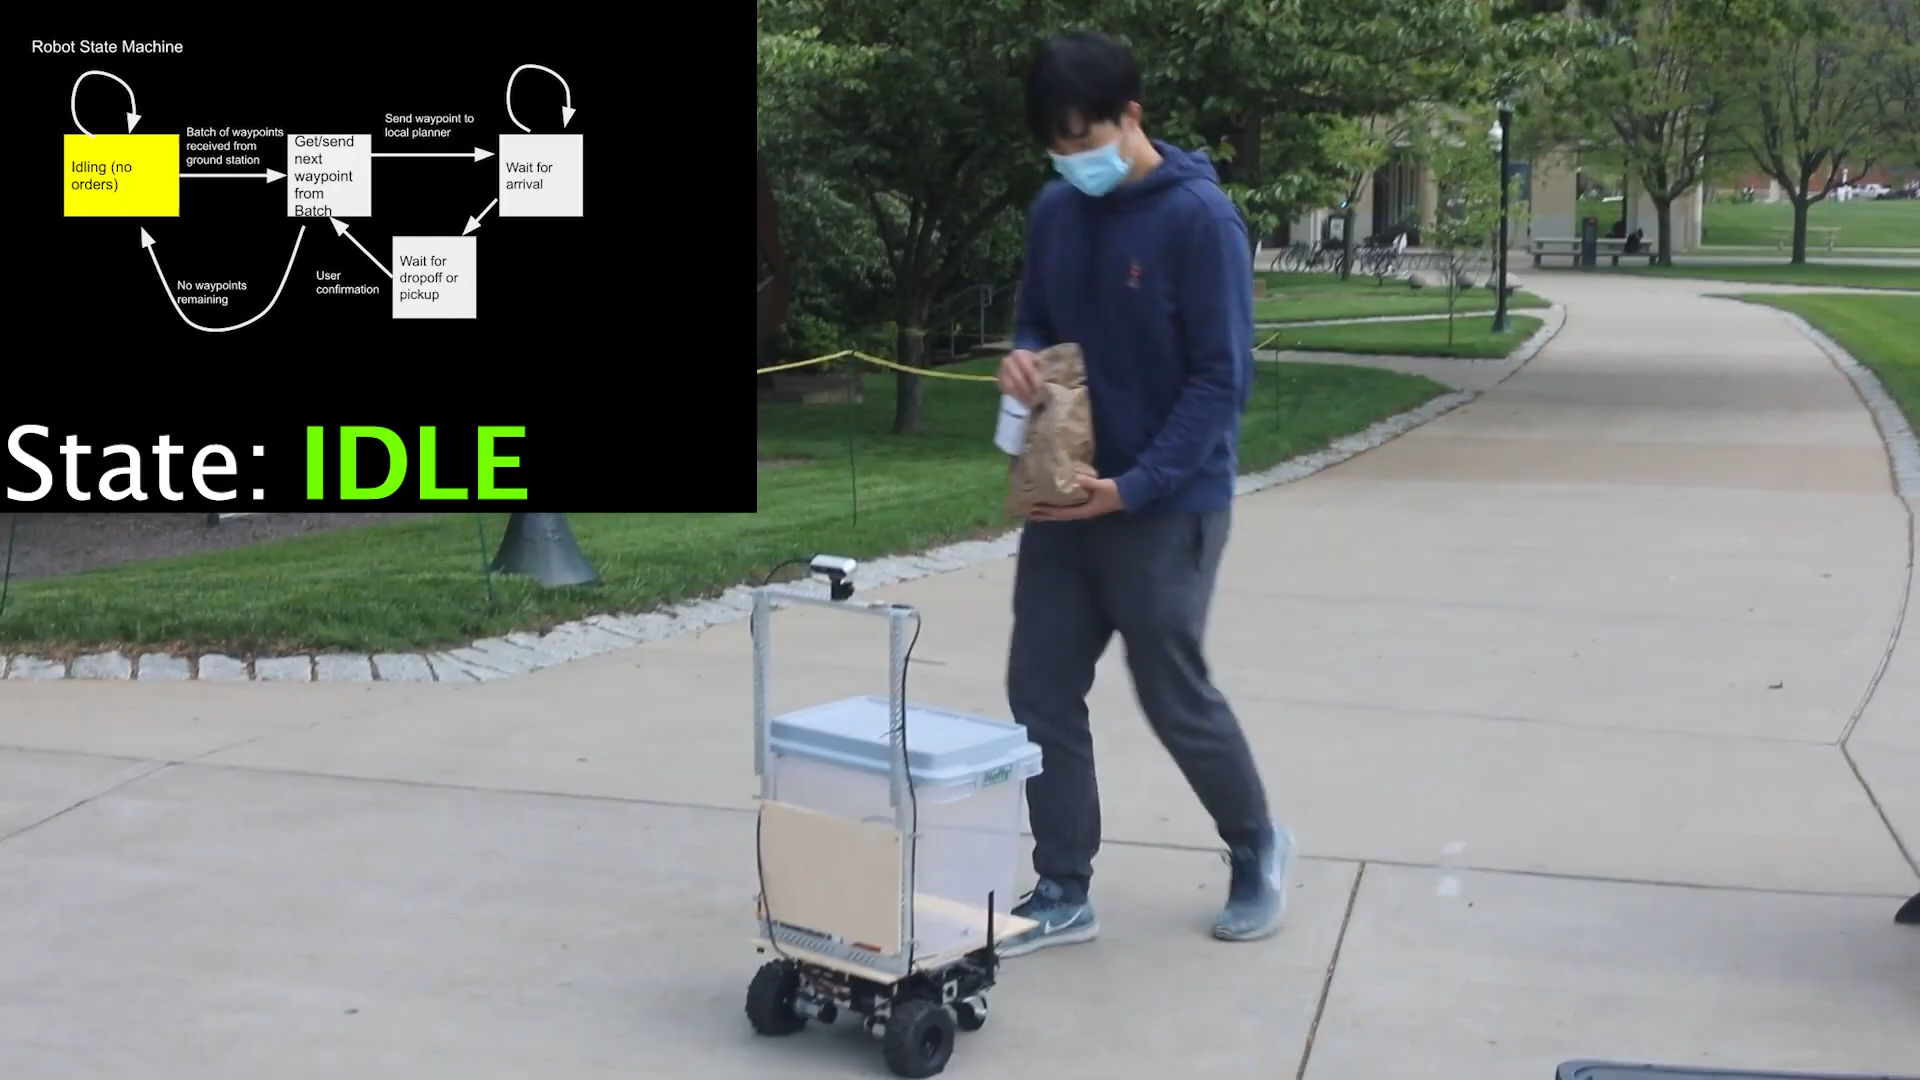 Robot State Machine
Idling (no
orders)
Batch of waypoints
received from
ground station
Get/send
next
waypoint
from
Batch
Send waypoint to
local planner
Wait for
arrival
Wait for
dropoff or
pickup
User
confirmation
No waypoints
remaining
State: IDLE